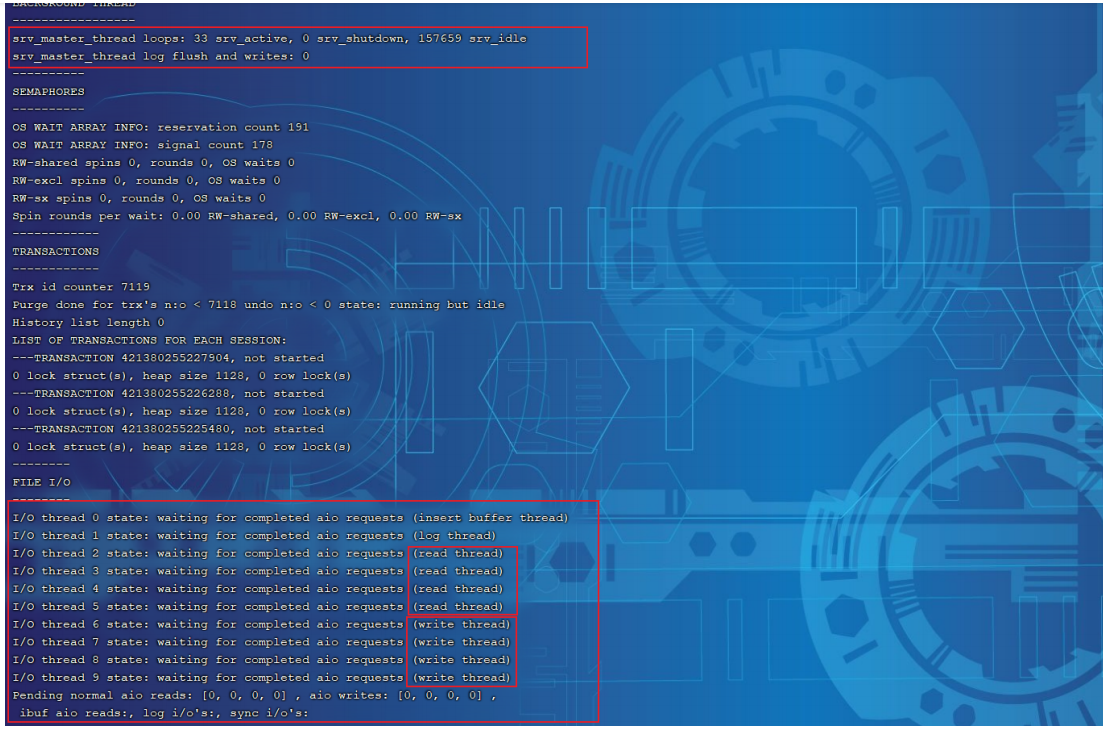 BACKGROUND THREAD
-----------------
srv_master_thread loops: 33 srv_active, 0 srv_shutdown, 157659 srv_idle
srv_master_thread log flush and writes: 0
----------
SEMAPHORES
----------
OS WAIT ARRAY INFO: reservation count 191
OS WAIT ARRAY INFO: signal count 178
RW-shared spins 0, rounds 0, OS waits 0
RW-excl spins 0, rounds 0, OS waits 0
RW-sx spins 0, rounds 0, OS waits 0
Spin rounds per wait: 0.00 RW-shared, 0.00 RW-excl, 0.00 RW-sx
------------
TRANSACTIONS
------------
Trx id counter 7119
Purge done for trx's n:o < 7118 undo n:o < 0 state: running but idle
History list length 0
LIST OF TRANSACTIONS FOR EACH SESSION:
---TRANSACTION 421380255227904, not started
0 lock struct(s), heap size 1128, 0 row lock(s)
---TRANSACTION 421380255226288, not started
0 lock struct(s), heap size 1128, 0 row lock(s)
---TRANSACTION 421380255225480, not started
0 lock struct(s), heap size 1128, 0 row lock(s)
--------
FILE I/O
--------
I/O thread 0 state: waiting for completed aio requests (insert buffer thread)
I/O thread 1 state: waiting for completed aio requests (log thread)
I/O thread 2 state: waiting for completed aio requests (read thread)
I/O thread 3 state: waiting for completed aio requests (read thread)
I/O thread 4 state: waiting for completed aio requests (read thread)
I/O thread 5 state: waiting for completed aio requests (read thread)
I/O thread 6 state: waiting for completed aio requests (write thread)
I/O thread 7 state: waiting for completed aio requests (write thread)
I/O thread 8 state: waiting for completed aio requests (write thread)
I/O thread 9 state: waiting for completed aio requests (write thread)
Pending normal aio reads: [0, 0, 0, 0] , aio writes: [0, 0, 0, 0] ,
 ibuf aio reads:, log i/o's:, sync i/o's: